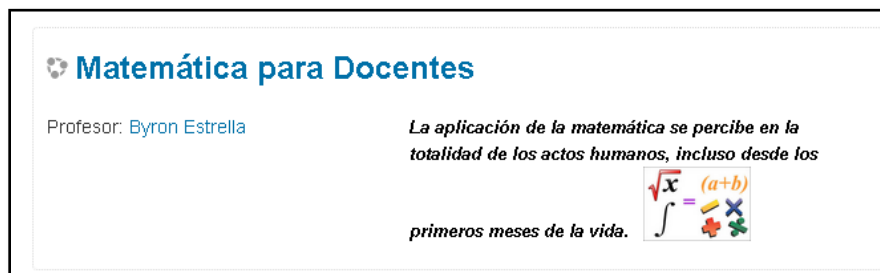 Matemática para Docentes
Profesor: Byron Estrella
La aplicación de la matemática se percibe en la
totalidad de los actos humanos, incluso desde los
primeros meses de la vida.
√x (a+b)
∫ = − × + ÷